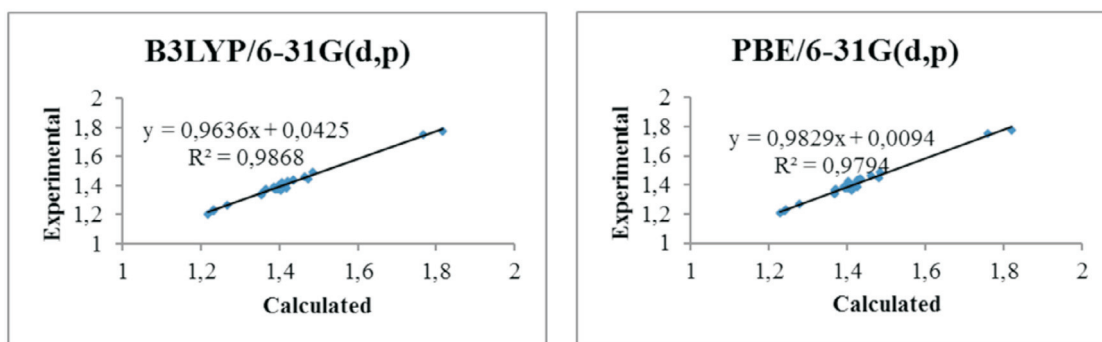 B3LYP/6-31G(d,p)
Experimental
2
1,8
1,6
1,4
1,2
1
y = 0,9636x + 0,0425
R² = 0,9868
1
1,2
1,4
1,6
1,8
2
Calculated
PBE/6-31G(d,p)
Experimental
2
1,8
1,6
1,4
1,2
1
y = 0,9829x + 0,0094
R² = 0,9794
1
1,2
1,4
1,6
1,8
2
Calculated